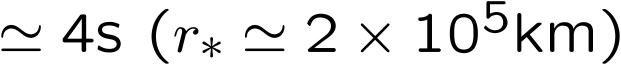 ≃ 4s (r∗ ≃ 2 × 10⁵km)